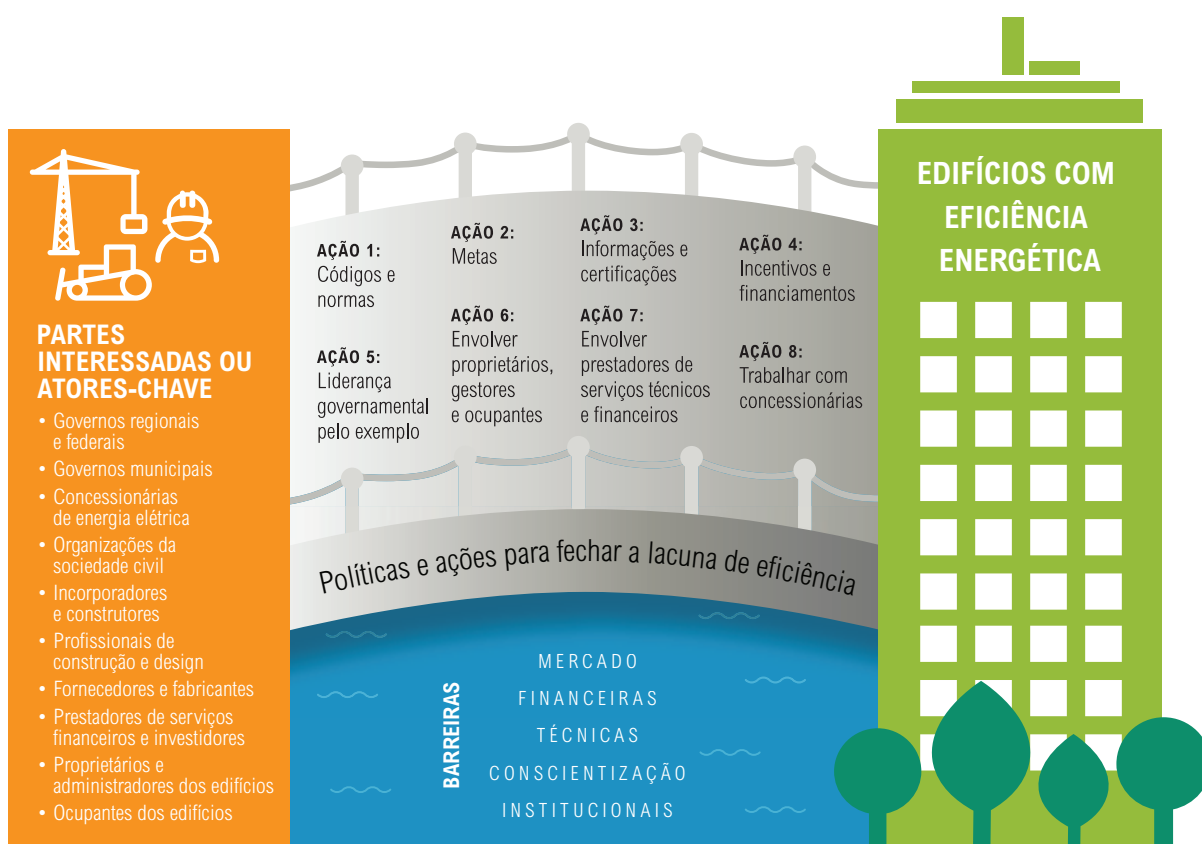 PARTES
INTERESSADAS OU
ATORES-CHAVE
• Governos regionais
e federais
• Governos municipais
• Concessionárias
de energia elétrica
• Organizações da
sociedade civil
• Incorporadores
e construtores
• Profissionais de
construção e design
• Fornecedores e fabricantes
• Prestadores de serviços
financeiros e investidores
• Proprietários e
administradores dos edifícios
• Ocupantes dos edifícios
AÇÃO 1:
Códigos e
normas
AÇÃO 2:
Metas
AÇÃO 3:
Informações e
certificações
AÇÃO 4:
Incentivos e
financiamentos
AÇÃO 5:
Liderança
governamental
pelo exemplo
AÇÃO 6:
Envolver
proprietários,
gestores
e ocupantes
AÇÃO 7:
Envolver
prestadores de
serviços técnicos
e financeiros
AÇÃO 8:
Trabalhar com
concessionárias
Políticas e ações para fechar a lacuna de eficiência
BARREIRAS
MERCADO
FINANCEIRAS
TÉCNICAS
CONSCIENTIZAÇÃO
INSTITUCIONAIS
EDIFÍCIOS COM
EFICIÊNCIA
ENERGÉTICA